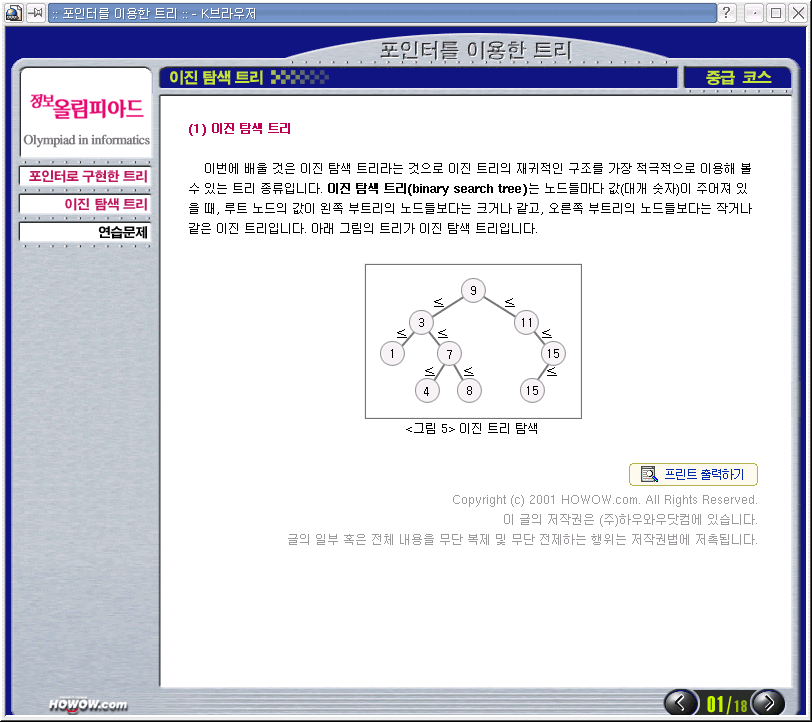 :: 포인터를 이용한 트리 :: - K브라우저
포인터를 이용한 트리
이진 탐색 트리
중급 코스
정보올림피아드
Olympiad in informatics
포인터로 구현한 트리
이진 탐색 트리
연습문제
(1) 이진 탐색 트리
이번에 배울 것은 이진 탐색 트리라는 것으로 이진 트리의 재귀적인 구조를 가장 적극적으로 이용해 볼
수 있는 트리 종류입니다. 이진 탐색 트리(binary search tree)는 노드들마다 값(대개 숫자)이 주어져 있
을 때, 루트 노드의 값이 왼쪽 부트리의 노드들보다는 크거나 같고, 오른쪽 부트리의 노드들보다는 작거나
같은 이진 트리입니다. 아래 그림의 트리가 이진 탐색 트리입니다.
9
≤ ≤
3 11
≤ ≤ ≤
1 7 15
≤ ≤ ≤
4 8 15
<그림 5> 이진 트리 탐색
프린트 출력하기
Copyright (c) 2001 HOWOW.com. All Rights Reserved.
이 글의 저작권은 (주)하우와우닷컴에 있습니다.
글의 일부 혹은 전체 내용을 무단 복제 및 무단 전제하는 행위는 저작권법에 저촉됩니다.
HOWOW.com
01/18